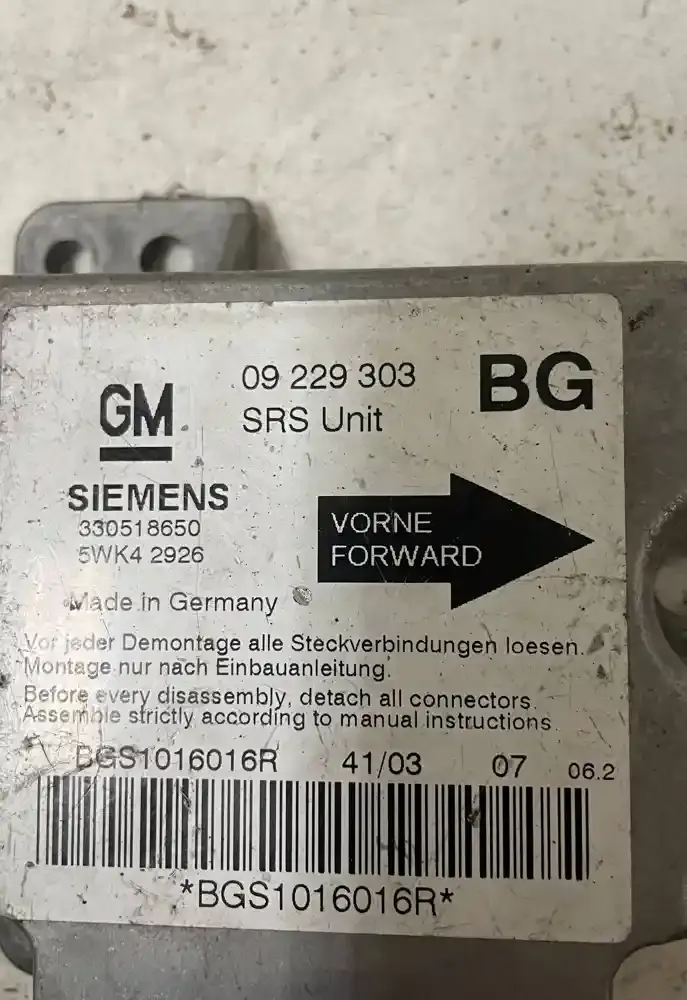 09 229 303
BG
GM
SRS Unit
SIEMENS
330518650
5WK4 2926
VORNE
FORWARD
Made in Germany
Vor jeder Demontage alle Steckverbindungen loesen.
Montage nur nach Einbauanleitung.
Before every disassembly, detach all connectors.
Assemble strictly according to manual instructions.
BGS1016016R 41/03 07 06.2
*BGS1016016R*